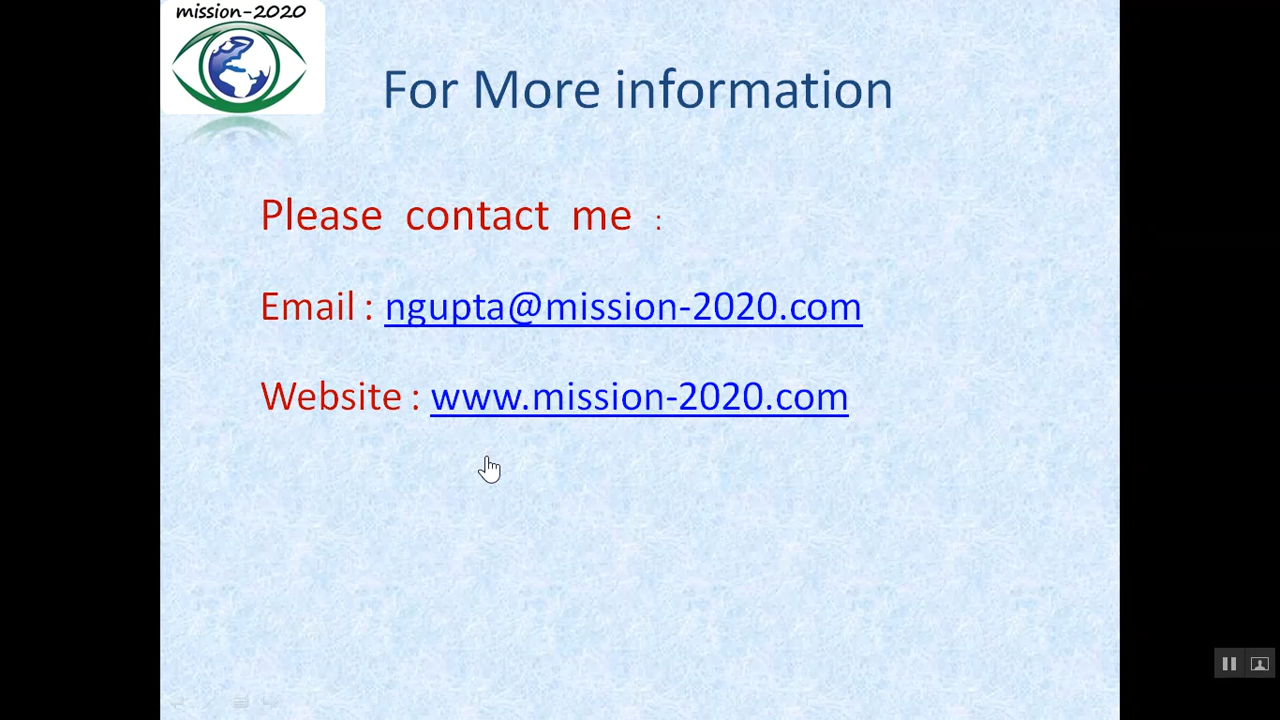 mission-2020
For More information
Please contact me :
Email : ngupta@mission-2020.com
Website : www.mission-2020.com